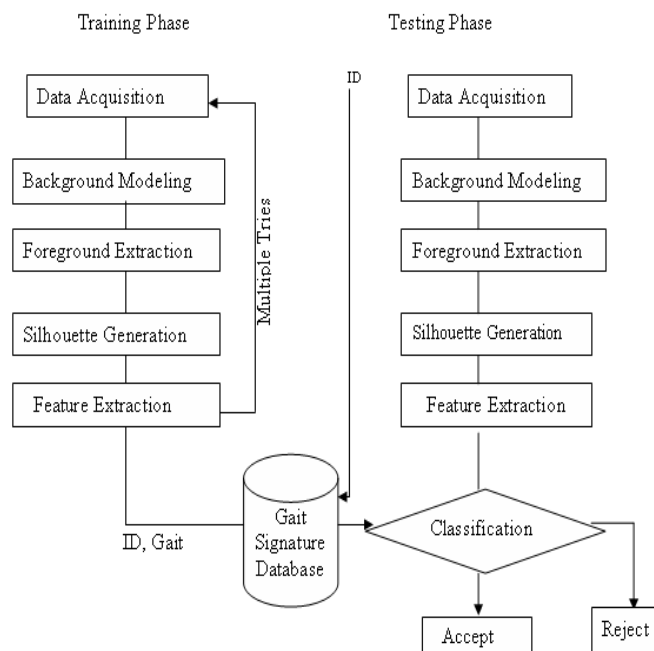 Training Phase
Testing Phase
ID
Data Acquisition
Data Acquisition
Background Modeling
Background Modeling
Foreground Extraction
Foreground Extraction
Multiple Tries
Silhouette Generation
Silhouette Generation
Feature Extraction
Feature Extraction
ID, Gait
Gait
Signature
Database
Classification
Accept
Reject